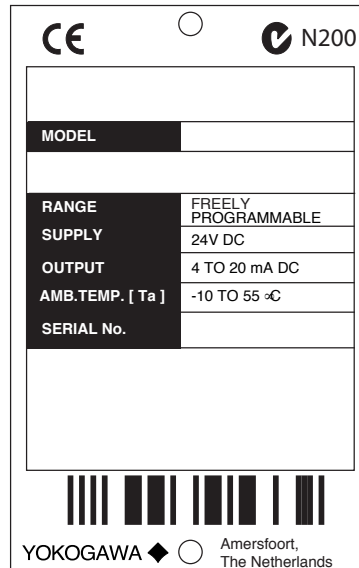 CE N200
MODEL
RANGE FREELY PROGRAMMABLE
SUPPLY 24V DC
OUTPUT 4 TO 20 mA DC
AMB.TEMP. [ Ta ] -10 TO 55 ∝C
SERIAL No.
YOKOGAWA ◆ Amersfoort,
The Netherlands